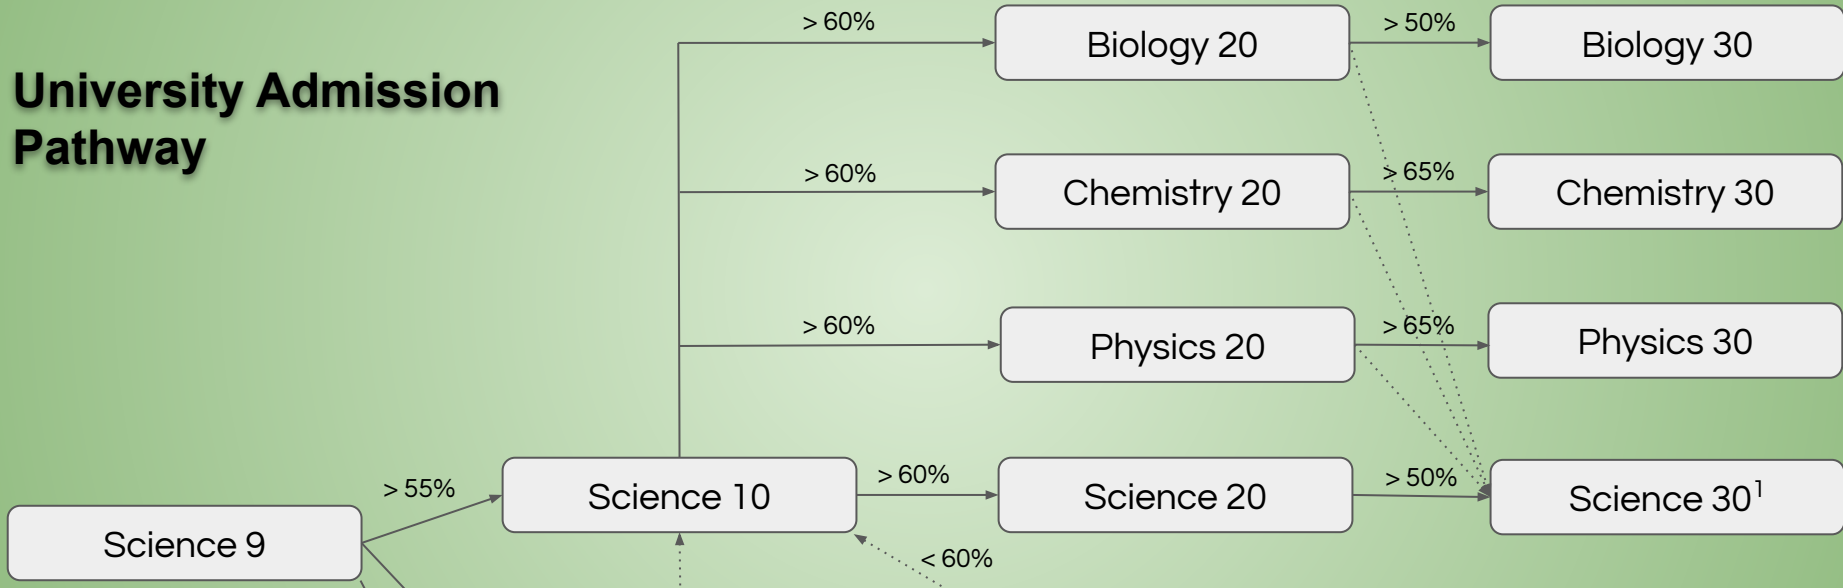 University Admission
Pathway
> 60%
Biology 20
> 50%
Biology 30
> 60%
Chemistry 20
> 65%
Chemistry 30
> 60%
Physics 20
> 65%
Physics 30
Science 9
> 55%
Science 10
> 60%
Science 20
> 50%
Science 30¹
< 60%